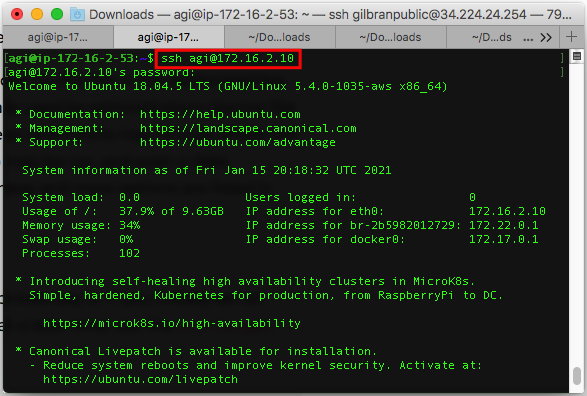 Downloads — agi@ip-172-16-2-53: ~ — ssh gilbranpublic@34.224.24.254 — 79...
agi@ip-17... agi@ip-17... ~/Do...loads ~/Do...loads ~/D...ds ... >>
[agi@ip-172-16-2-53:~$ ssh agi@172.16.2.10 ]
[agi@172.16.2.10's password: ]
Welcome to Ubuntu 18.04.5 LTS (GNU/Linux 5.4.0-1035-aws x86_64)
* Documentation: https://help.ubuntu.com
* Management: https://landscape.canonical.com
* Support: https://ubuntu.com/advantage
System information as of Fri Jan 15 20:18:32 UTC 2021
System load: 0.0 Users logged in: 0
Usage of /: 37.9% of 9.63GB IP address for eth0: 172.16.2.10
Memory usage: 34% IP address for br-2b5982012729: 172.22.0.1
Swap usage: 0% IP address for docker0: 172.17.0.1
Processes: 102
* Introducing self-healing high availability clusters in MicroK8s.
Simple, hardened, Kubernetes for production, from RaspberryPi to DC.
https://microk8s.io/high-availability
* Canonical Livepatch is available for installation.
- Reduce system reboots and improve kernel security. Activate at:
https://ubuntu.com/livepatch